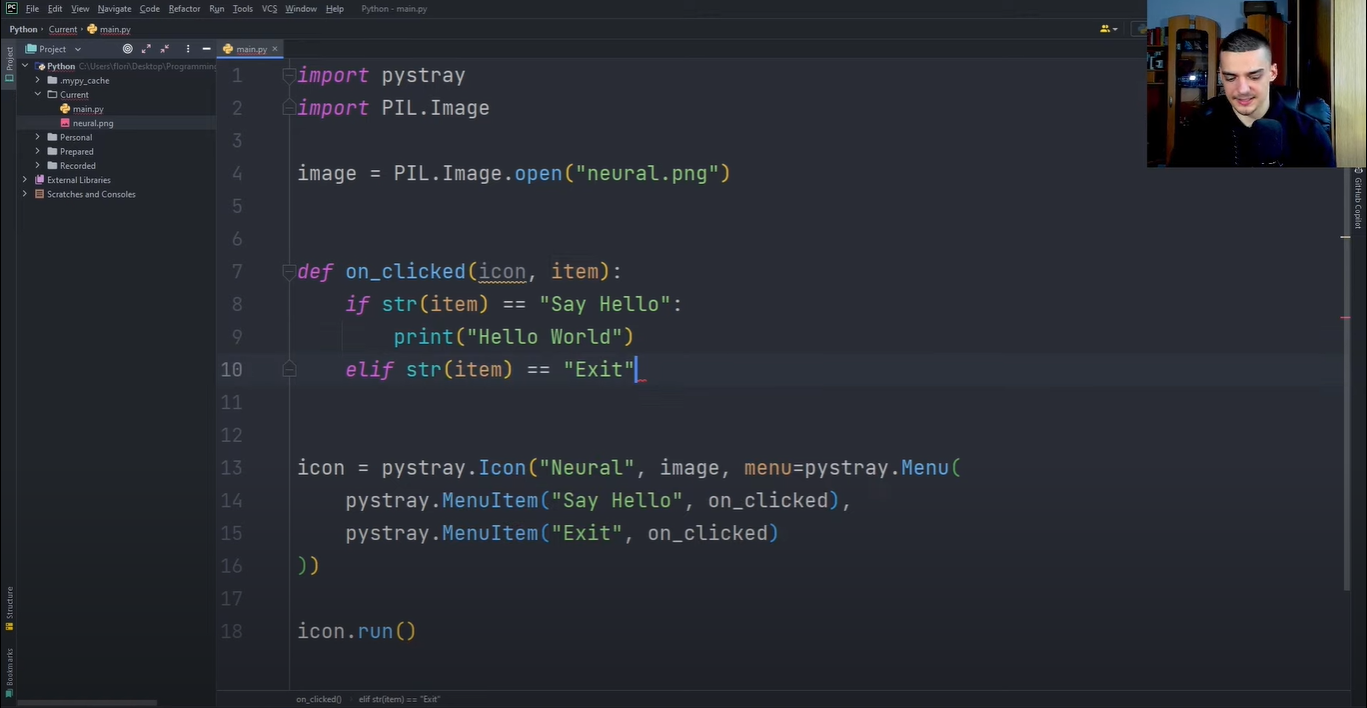 PC File Edit View Navigate Code Refactor Run Tools VCS Window Help Python - main.py
Python Current main.py
Project
Project
main.py
Python C:\Users\flori\Desktop\Programming
.mypy_cache
Current
main.py
neural.png
Personal
Prepared
Recorded
External Libraries
Scratches and Consoles
1 import pystray
2 import PIL.Image
3
4 image = PIL.Image.open("neural.png")
5
6
7 def on_clicked(icon, item):
8 if str(item) == "Say Hello":
9 print("Hello World")
10 elif str(item) == "Exit"
11
12
13 icon = pystray.Icon("Neural", image, menu=pystray.Menu(
14 pystray.MenuItem("Say Hello", on_clicked),
15 pystray.MenuItem("Exit", on_clicked)
16 ))
17
18 icon.run()
GitHub Copilot
Structure
Bookmarks
on_clicked() elif str(item) == "Exit"